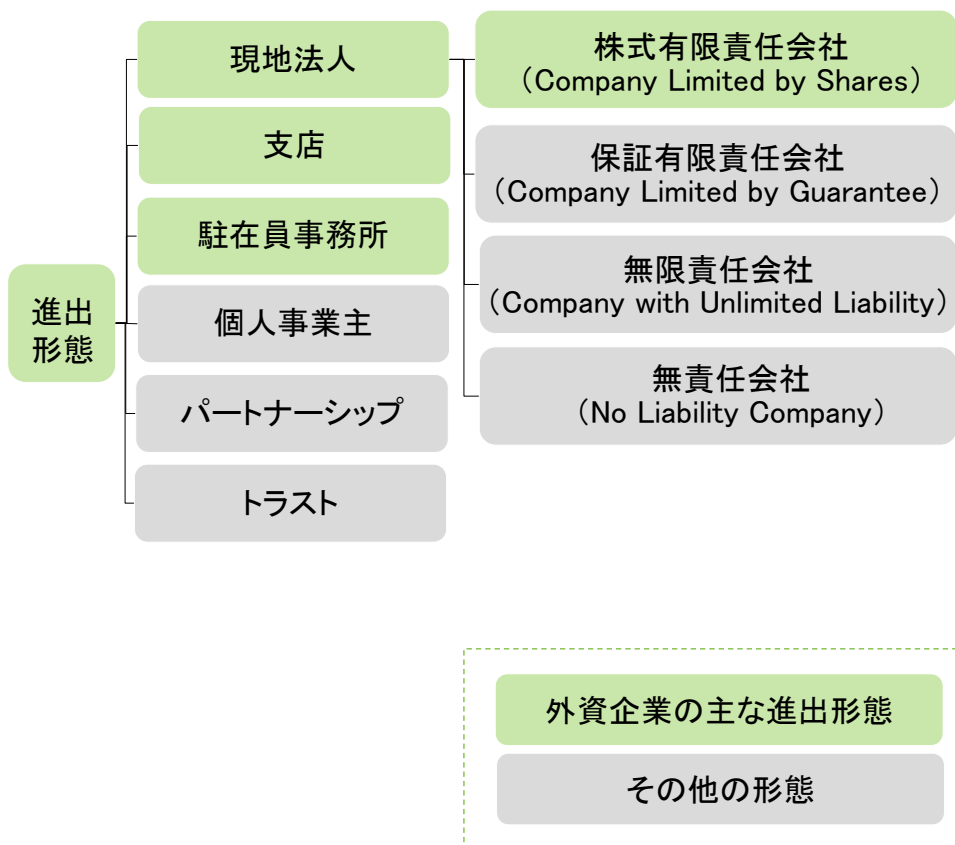 進出
形態
現地法人
支店
駐在員事務所
個人事業主
パートナーシップ
トラスト
株式有限責任会社
（Company Limited by Shares）
保証有限責任会社
（Company Limited by Guarantee）
無限責任会社
（Company with Unlimited Liability）
無責任会社
（No Liability Company）
外資企業の主な進出形態
その他の形態